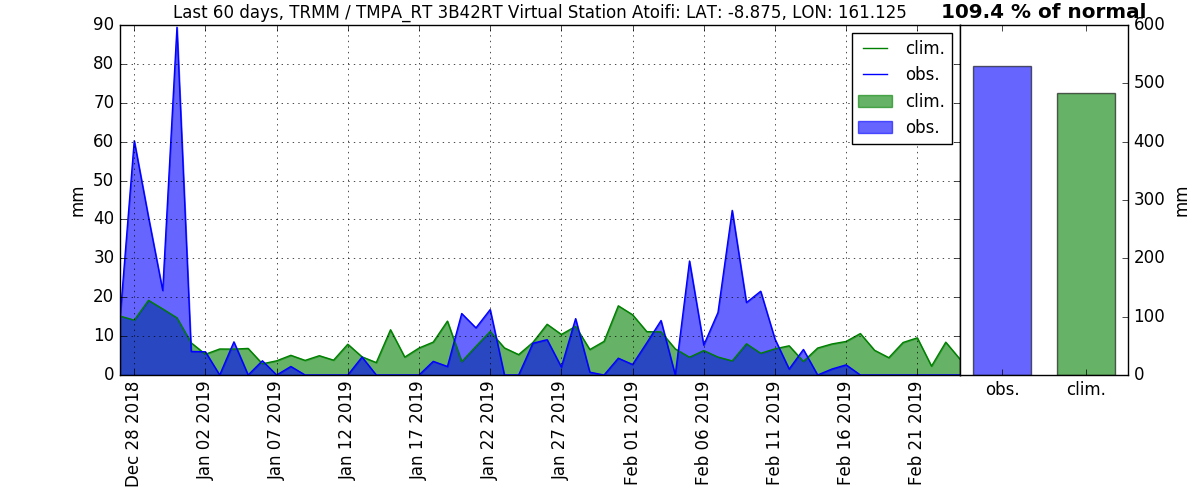 Last 60 days, TRMM / TMPA_RT 3B42RT Virtual Station Atoifi: LAT: -8.875, LON: 161.125
109.4 % of normal
90
80
70
60
50
40
30
20
10
0
mm
clim.
obs.
clim.
obs.
600
500
400
300
200
100
0
mm
obs.
clim.
Dec 28 2018
Jan 02 2019
Jan 07 2019
Jan 12 2019
Jan 17 2019
Jan 22 2019
Jan 27 2019
Feb 01 2019
Feb 06 2019
Feb 11 2019
Feb 16 2019
Feb 21 2019